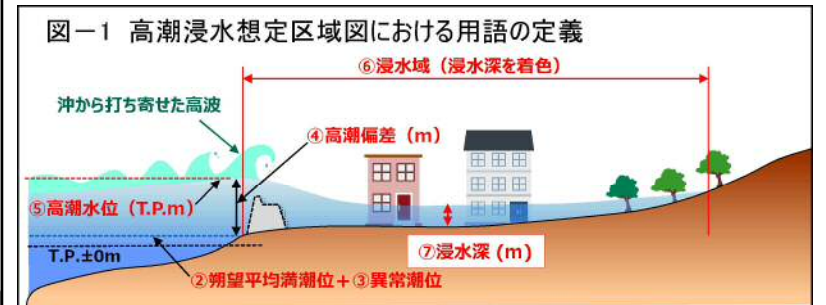 図－1 高潮浸水想定区域図における用語の定義
⑥浸水域（浸水深を着色）
沖から打ち寄せた高波
④高潮偏差（m）
⑤高潮水位（T.P.m）
T.P.±0m
⑦浸水深 (m)
②朔望平均満潮位＋③異常潮位